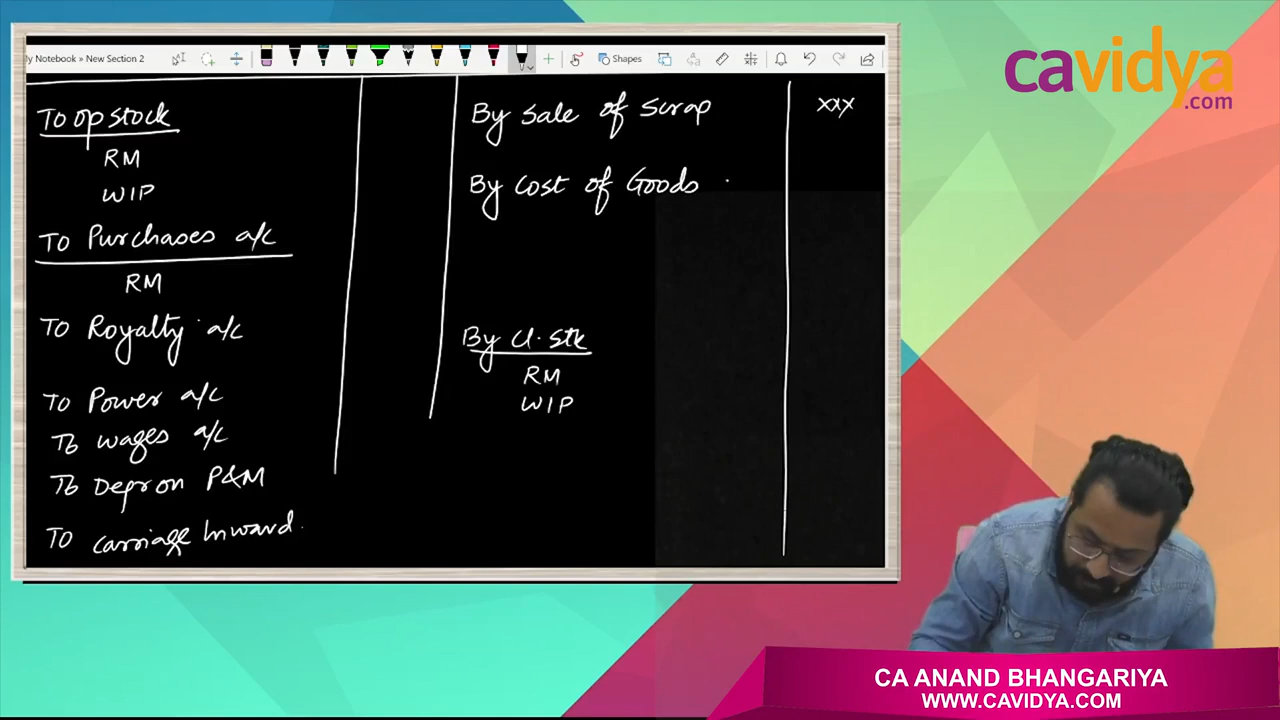 ly Notebook » New Section 2
Shapes
To op stock
RM
WIP
To Purchases a/c
RM
To Royalty a/c
To Power a/c
To wages a/c
To Depr on P&M
To Carriage Inward.
By Sale of Scrap
xxx
By Cost of Goods
By Cl. Stk
RM
WIP
cavidya
.com
CA ANAND BHANGARIYA
WWW.CAVIDYA.COM